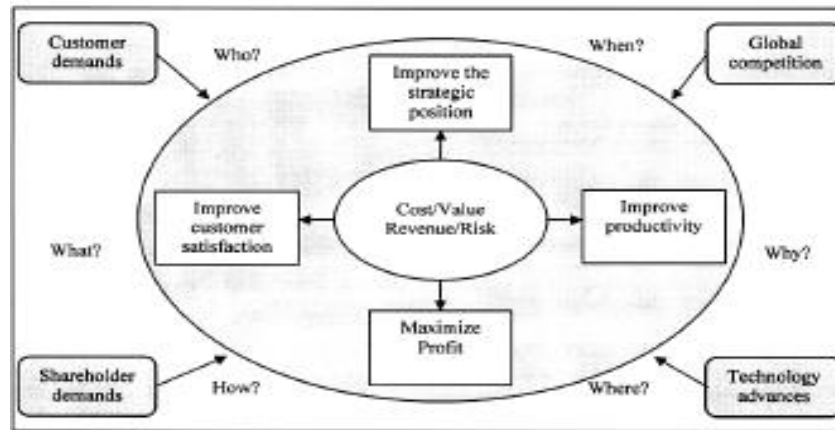 Customer
demands
Who?
When?
Global
competition
Improve the
strategic
position
Improve
customer
satisfaction
Cost/Value
Revenue/Risk
Improve
productivity
What?
Why?
Maximize
Profit
Shareholder
demands
How?
Where?
Technology
advances